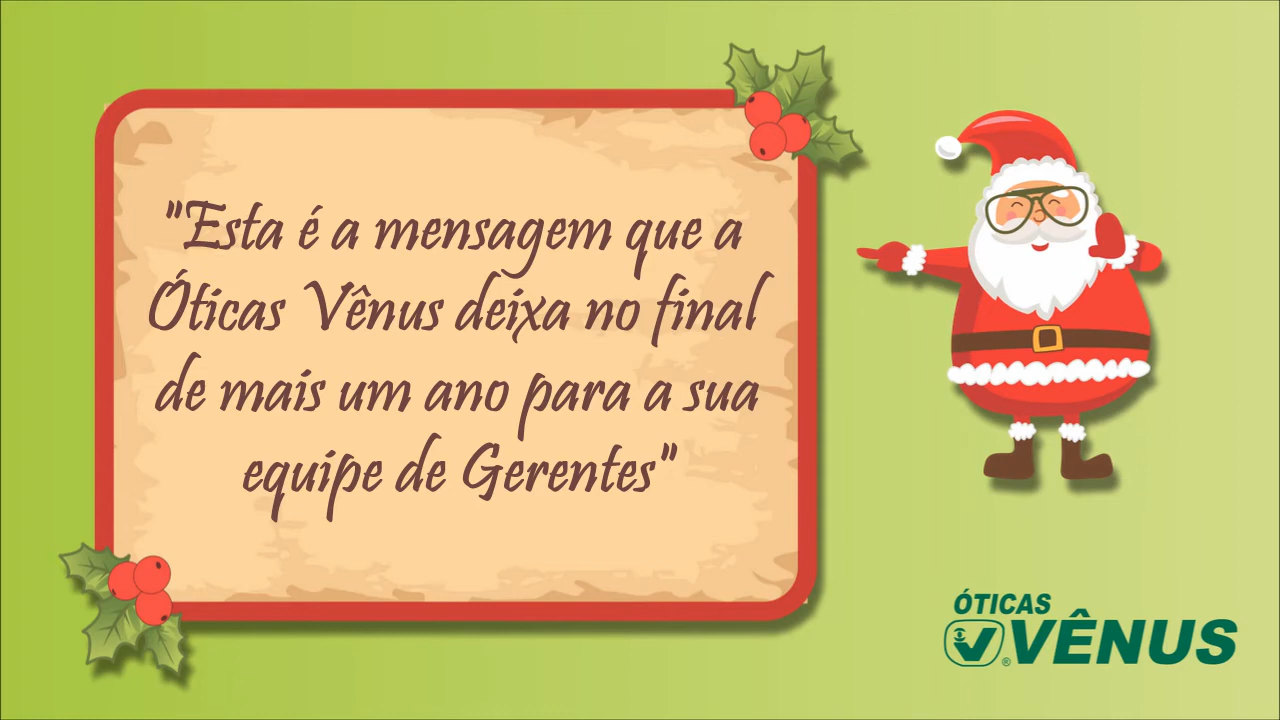 "Esta é a mensagem que a
Óticas Vênus deixa no final
de mais um ano para a sua
equipe de Gerentes"
ÓTICAS
VÊNUS